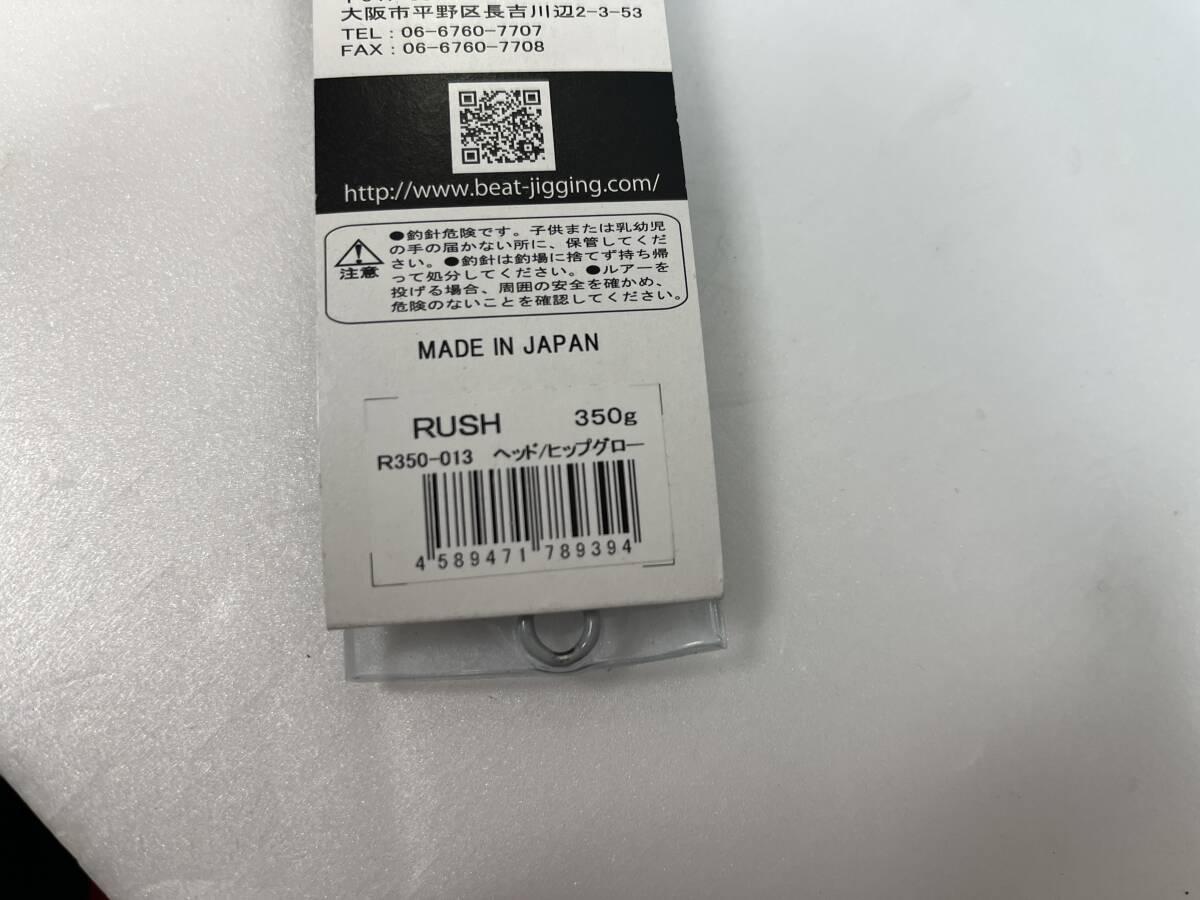 大阪市平野区長吉川辺2-3-53
TEL : 06-6760-7707
FAX : 06-6760-7708
http://www.beat-jigging.com/
注意
●釣針危険です。子供または乳幼児
の手の届かない所に、保管してくだ
さい。●釣針は釣場に捨てず持ち帰
って処分してください。●ルアーを
投げる場合、周囲の安全を確かめ、
危険のないことを確認してください。
MADE IN JAPAN
RUSH 350g
R350-013 ヘッド/ヒップグロー
4 589471 789394